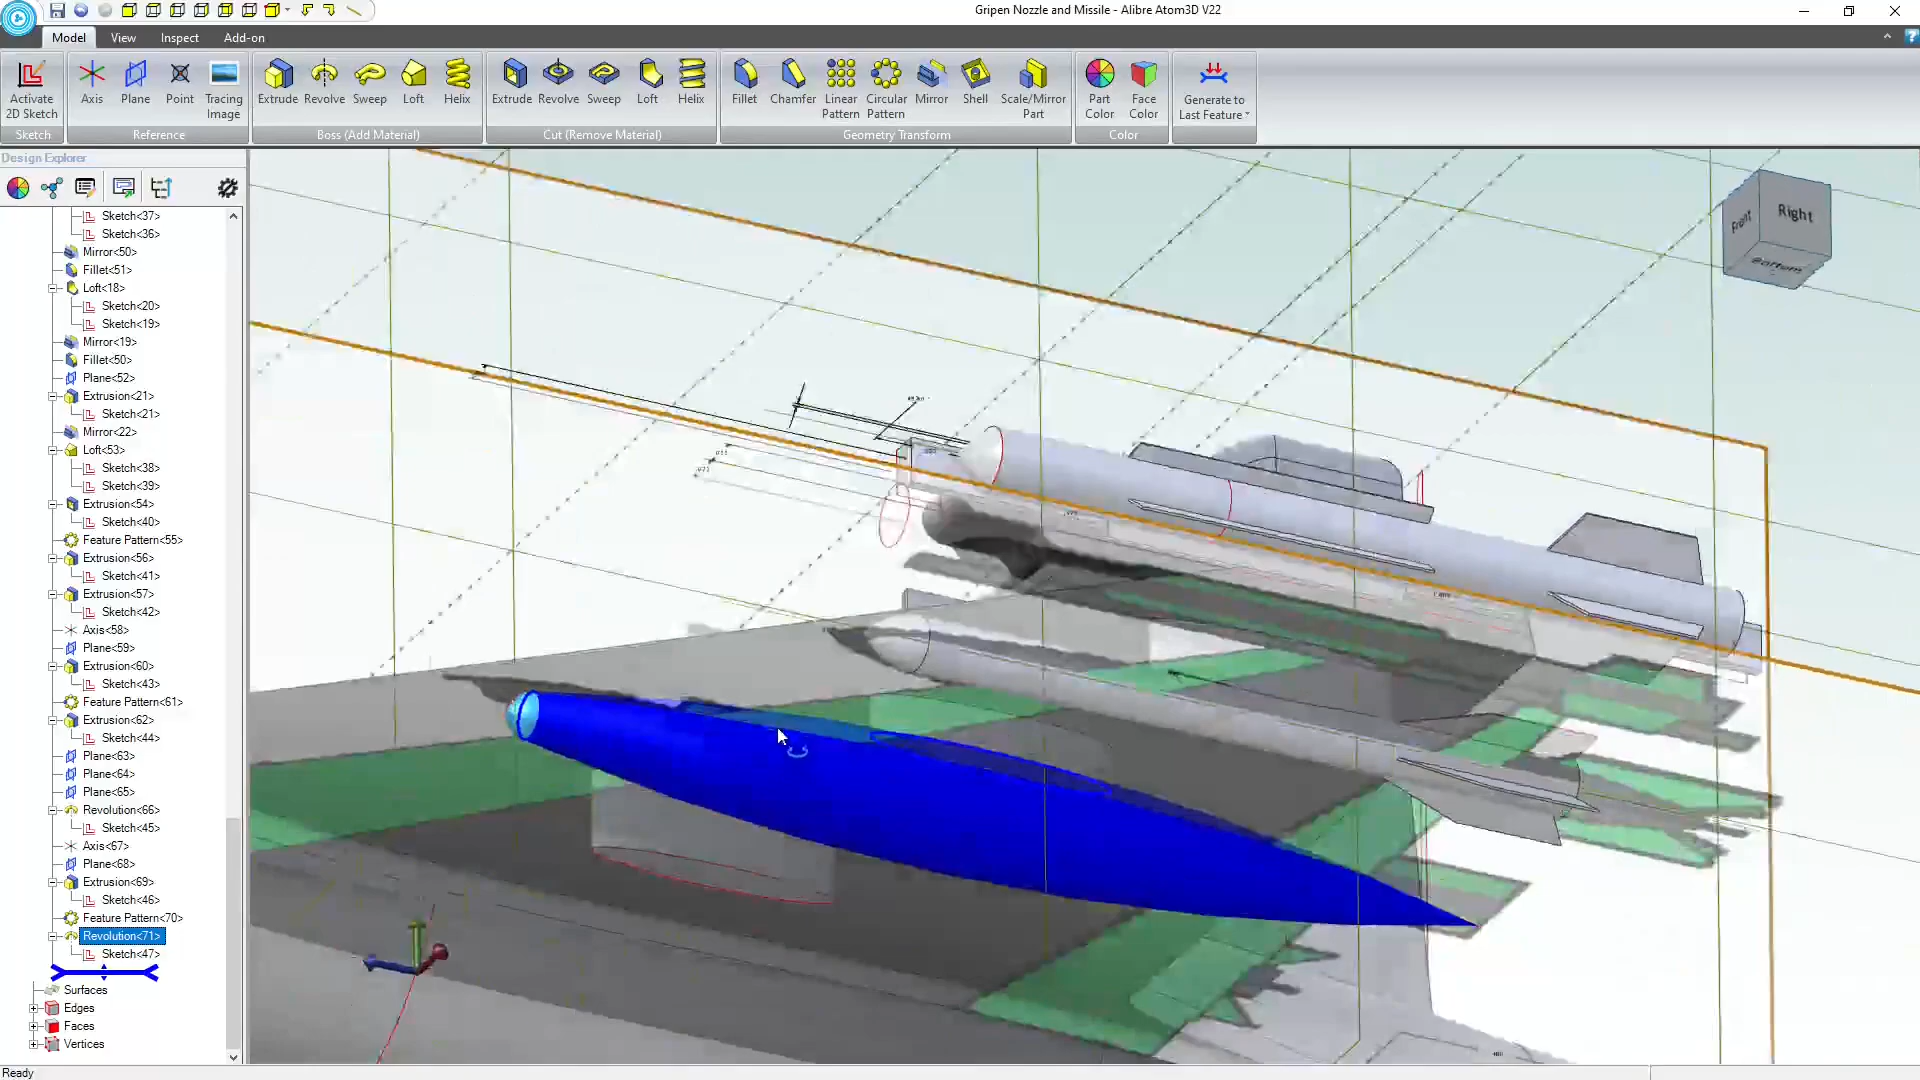 Gripen Nozzle and Missile - Alibre Atom3D V22
Model View Inspect Add-on
Activate
2D Sketch
Axis
Plane
Point
Tracing
Image
Extrude
Revolve
Sweep
Loft
Helix
Extrude
Revolve
Sweep
Loft
Helix
Fillet
Chamfer
Linear
Pattern
Circular
Pattern
Mirror
Shell
Scale/Mirror
Part
Part
Color
Face
Color
Generate to
Last Feature
Sketch
Reference
Boss (Add Material)
Cut (Remove Material)
Geometry Transform
Color
Design Explorer
Sketch<37>
Sketch<36>
Mirror<50>
Fillet<51>
Loft<18>
Sketch<20>
Sketch<19>
Mirror<19>
Fillet<50>
Plane<52>
Extrusion<21>
Sketch<21>
Mirror<22>
Loft<53>
Sketch<38>
Sketch<39>
Extrusion<54>
Sketch<40>
Feature Pattern<55>
Extrusion<56>
Sketch<41>
Extrusion<57>
Sketch<42>
Axis<58>
Plane<59>
Extrusion<60>
Sketch<43>
Feature Pattern<61>
Extrusion<62>
Sketch<44>
Plane<63>
Plane<64>
Plane<65>
Revolution<66>
Sketch<45>
Axis<67>
Plane<68>
Extrusion<69>
Sketch<46>
Feature Pattern<70>
Revolution<71>
Sketch<47>
Surfaces
Edges
Faces
Vertices
Front
Right
Bottom
Ready